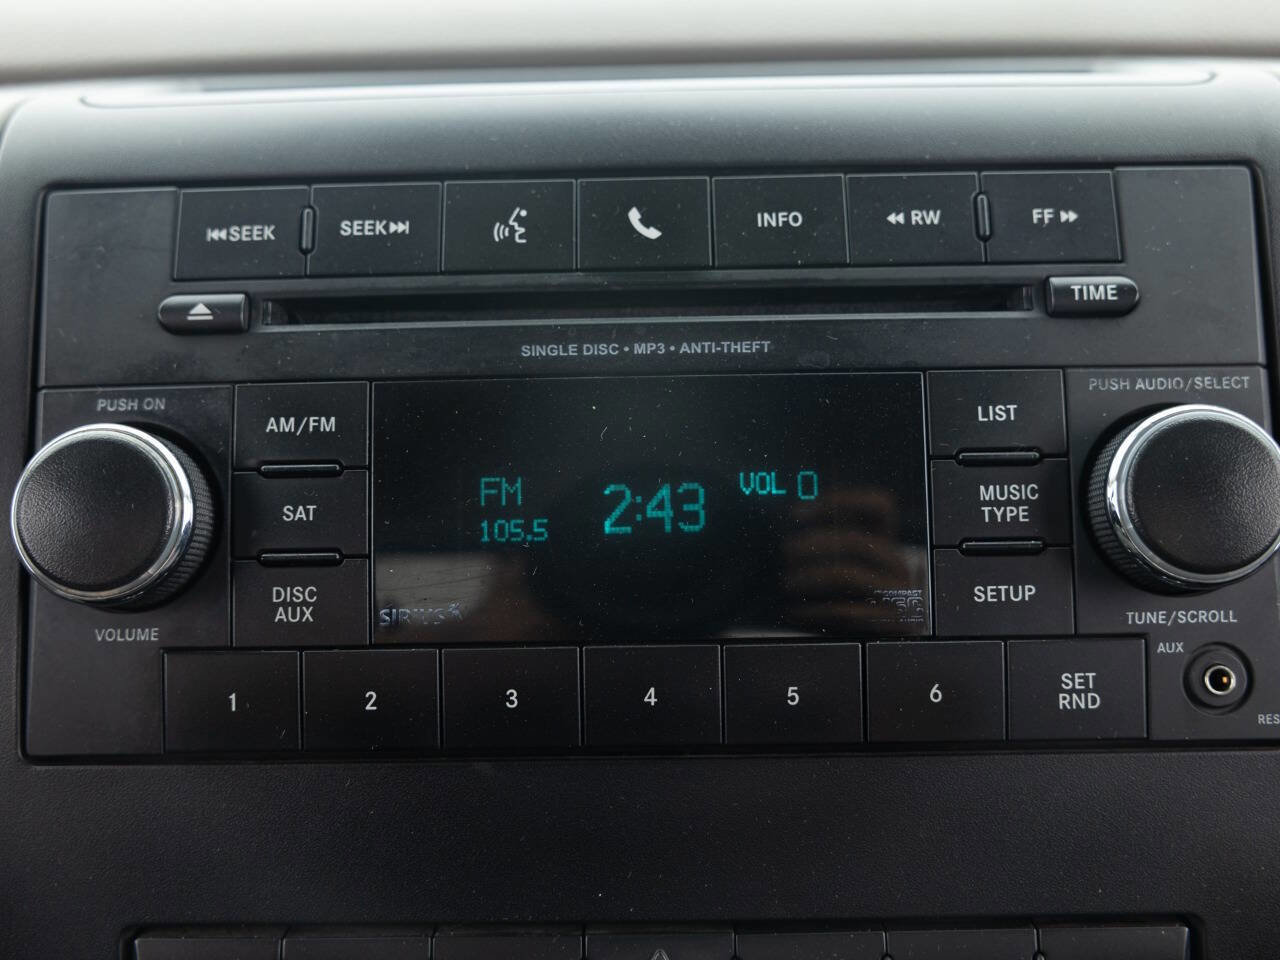 SEEK
SEEK
INFO
RW
FF
TIME
SINGLE DISC • MP3 • ANTI-THEFT
PUSH ON
AM/FM
LIST
PUSH AUDIO/SELECT
FM
2:43
VOL 0
105.5
SAT
MUSIC
TYPE
DISC
AUX
SETUP
SIRIUS
COMPACT
VOLUME
TUNE/SCROLL
AUX
1
2
3
4
5
6
SET
RND